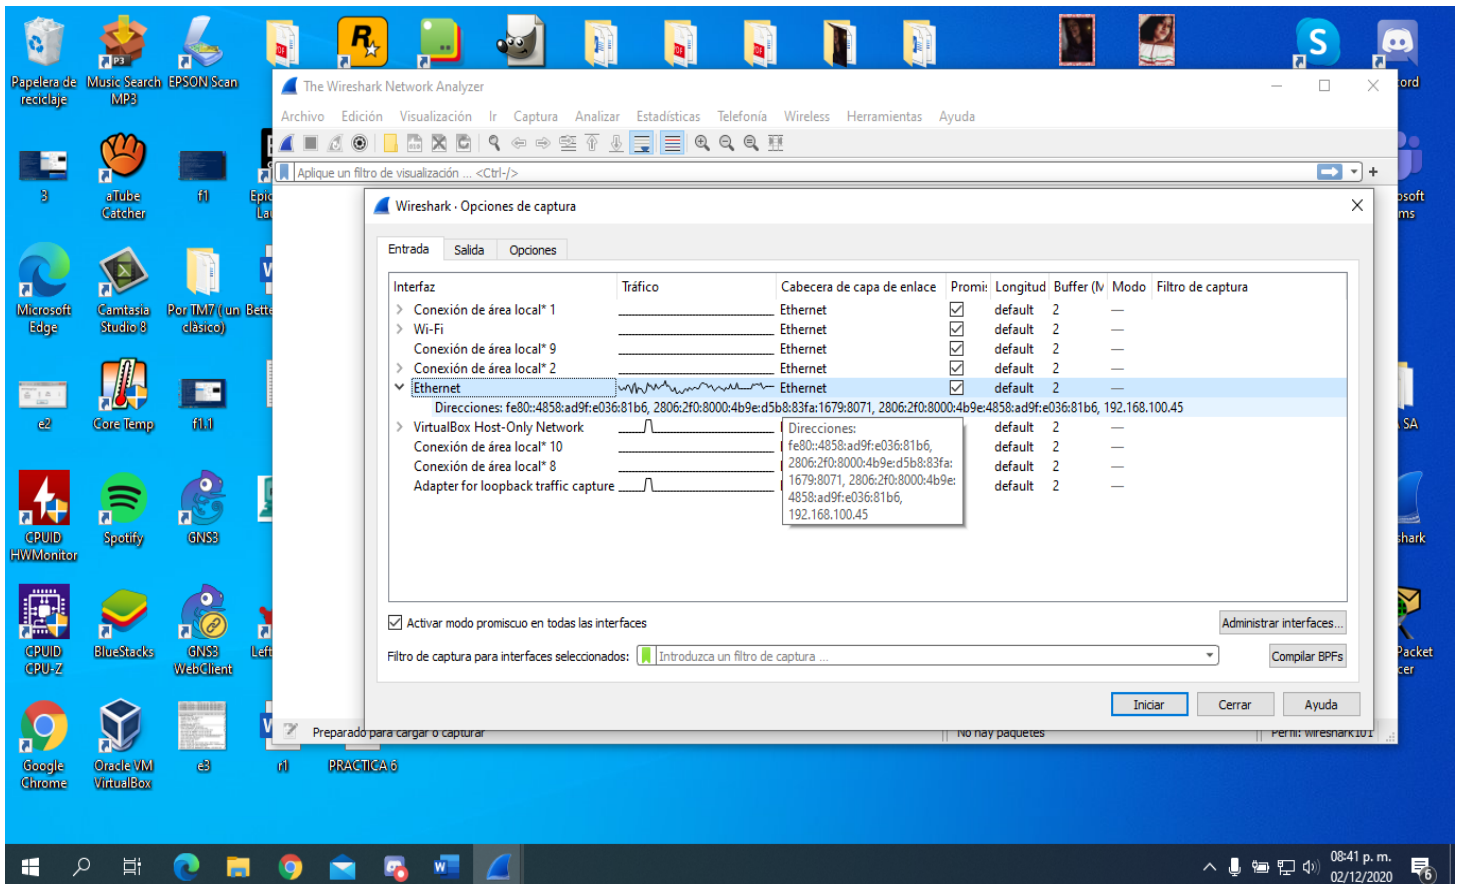 Papelera de reciclaje
Music Search MP3
EPSON Scan
3
aTube Catcher
f1
Microsoft Edge
Camtasia Studio 8
Por TM7 (un clásico)
e2
Core Temp
f1.1
CPUID HWMonitor
Spotify
GNS3
CPUID CPU-Z
BlueStacks
GNS3 WebClient
Google Chrome
Oracle VM VirtualBox
e3
r1
PRACTICA 6
The Wireshark Network Analyzer
Archivo Edición Visualización Ir Captura Analizar Estadísticas Telefonía Wireless Herramientas Ayuda
Aplique un filtro de visualización ... <Ctrl-/>
Wireshark · Opciones de captura
Entrada Salida Opciones
Interfaz Tráfico Cabecera de capa de enlace Promi: Longitud Buffer (M Modo Filtro de captura
Conexión de área local* 1 Ethernet default 2 —
Wi-Fi Ethernet default 2 —
Conexión de área local* 9 Ethernet default 2 —
Conexión de área local* 2 Ethernet default 2 —
Ethernet Ethernet default 2 —
Direcciones: fe80::4858:ad9f:e036:81b6, 2806:2f0:8000:4b9e:d5b8:83fa:1679:8071, 2806:2f0:8000:4b9e:4858:ad9f:e036:81b6, 192.168.100.45
VirtualBox Host-Only Network default 2 —
Conexión de área local* 10 default 2 —
Conexión de área local* 8 default 2 —
Adapter for loopback traffic capture default 2 —
Direcciones:
fe80::4858:ad9f:e036:81b6,
2806:2f0:8000:4b9e:d5b8:83fa:
1679:8071, 2806:2f0:8000:4b9e:
4858:ad9f:e036:81b6,
192.168.100.45
Activar modo promiscuo en todas las interfaces
Administrar interfaces...
Filtro de captura para interfaces seleccionados: Introduzca un filtro de captura ...
Compilar BPFs
Iniciar Cerrar Ayuda
Preparado para cargar o capturar
No hay paquetes
Perfil: wireshark101
08:41 p. m.
02/12/2020
6